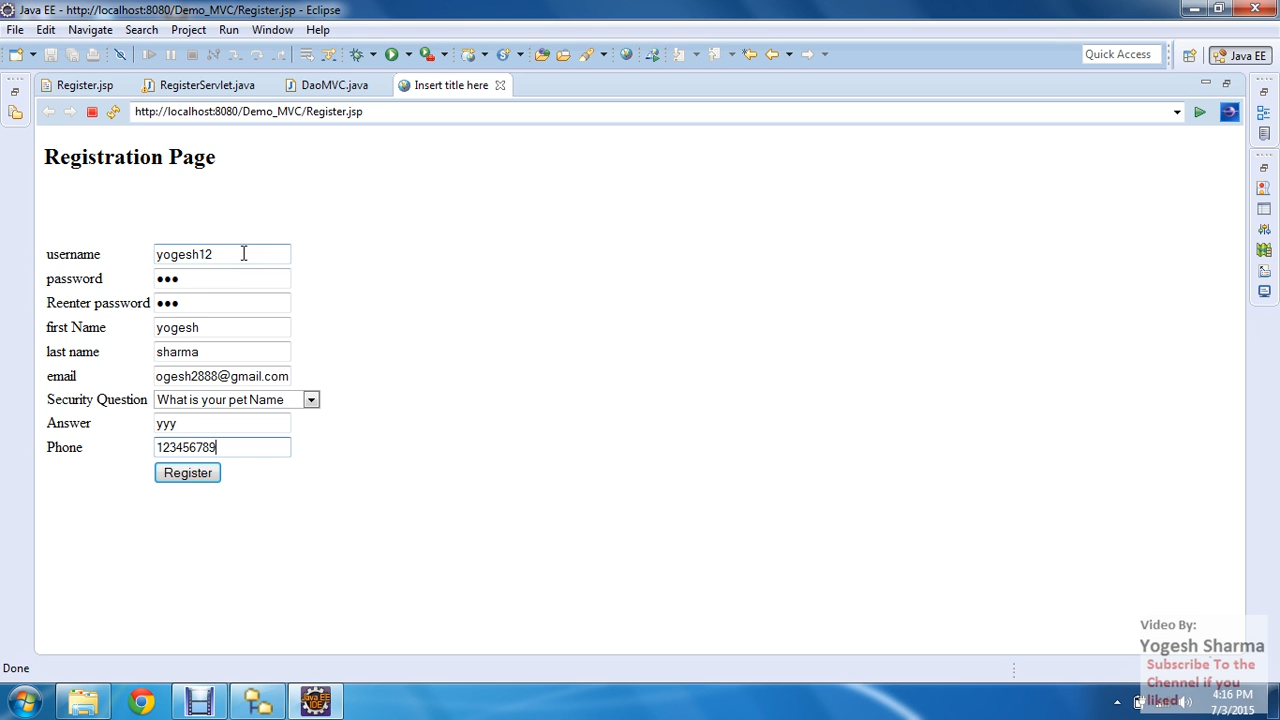 Java EE - http://localhost:8080/Demo_MVC/Register.jsp - Eclipse
File Edit Navigate Search Project Run Window Help
Quick Access
Java EE
Register.jsp RegisterServlet.java DaoMVC.java Insert title here
http://localhost:8080/Demo_MVC/Register.jsp
Registration Page
username yogesh12
password
Reenter password
first Name yogesh
last name sharma
email ogesh2888@gmail.com
Security Question What is your pet Name
Answer yyy
Phone 123456789
Register
Video By:
Yogesh Sharma
Subscribe To the
Chennel if you
liked
Done
Java EE
IDE
4:16 PM
7/3/2015